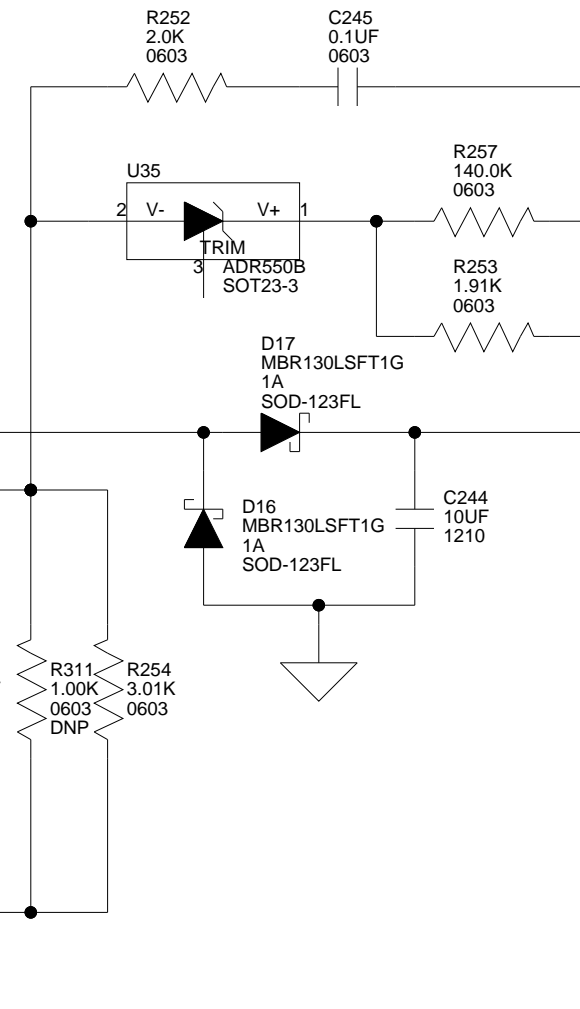 R252
2.0K
0603
C245
0.1UF
0603
R257
140.0K
0603
U35
2
V-
V+
1
TRIM
3
ADR550B
SOT23-3
R253
1.91K
0603
D17
MBR130LSFT1G
1A
SOD-123FL
D16
MBR130LSFT1G
1A
SOD-123FL
C244
10UF
1210
R311
1.00K
0603
DNP
R254
3.01K
0603